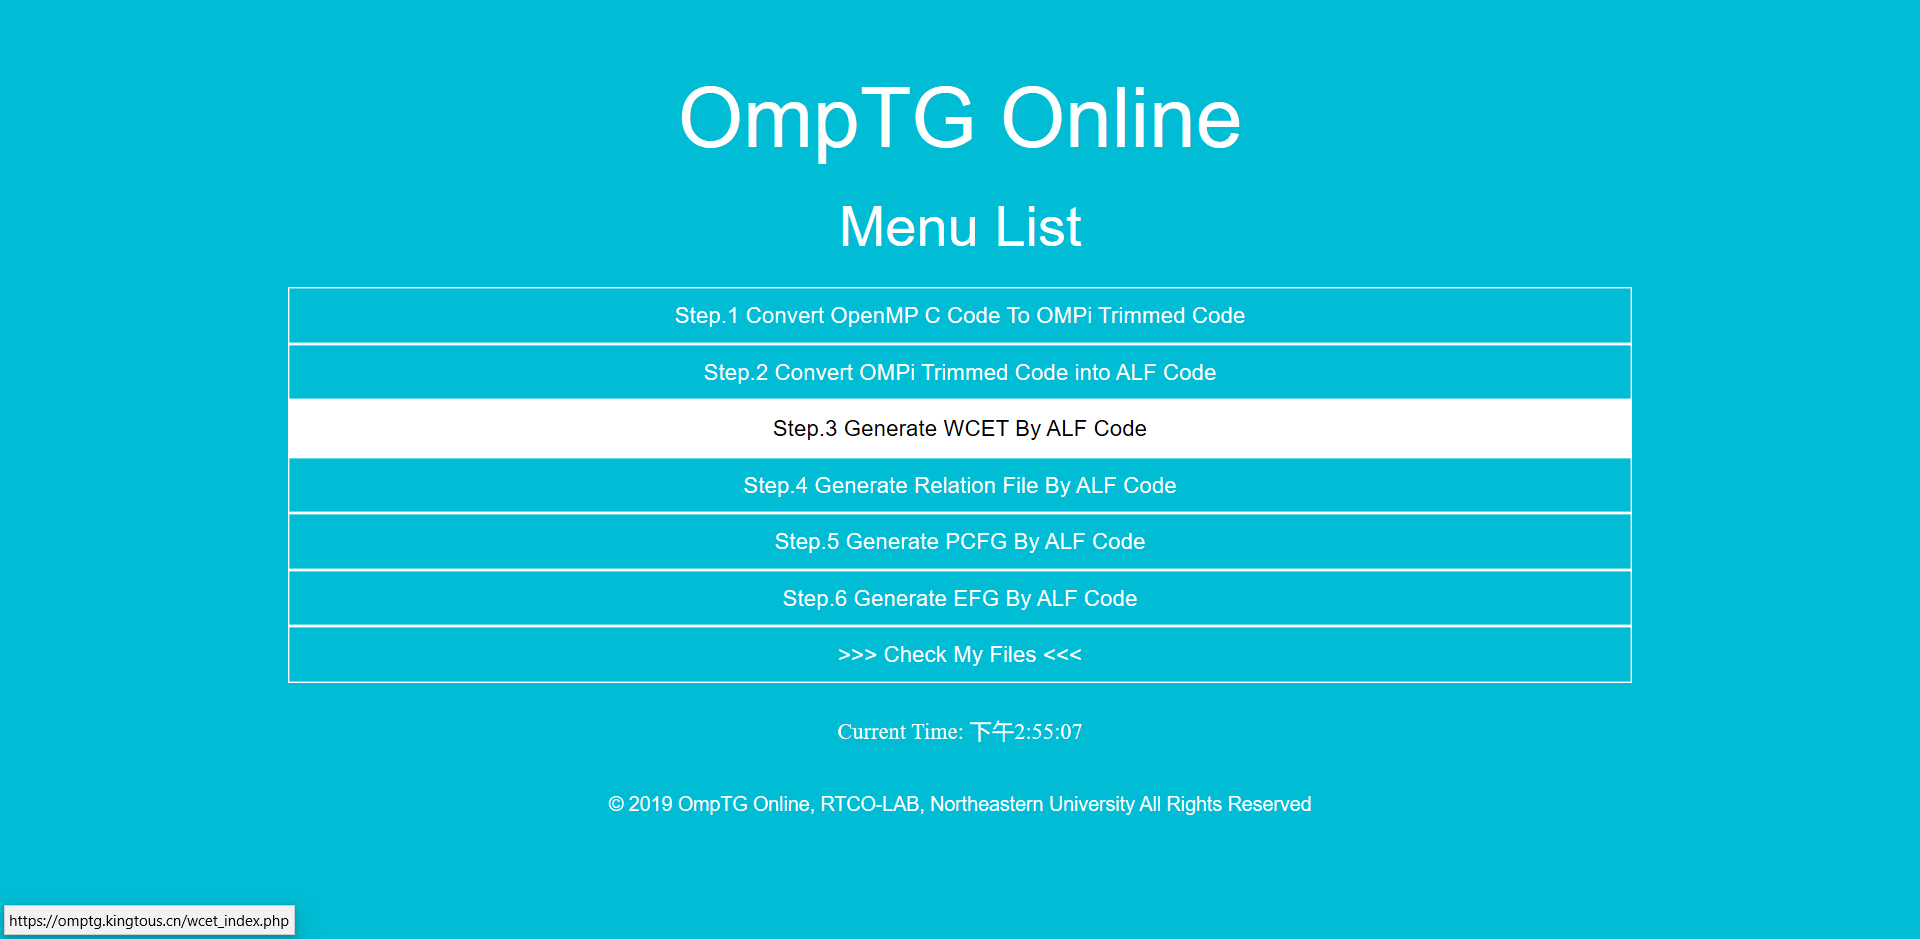 OmpTG Online
Menu List
Step.1 Convert OpenMP C Code To OMPi Trimmed Code
Step.2 Convert OMPi Trimmed Code into ALF Code
Step.3 Generate WCET By ALF Code
Step.4 Generate Relation File By ALF Code
Step.5 Generate PCFG By ALF Code
Step.6 Generate EFG By ALF Code
>>> Check My Files <<<
Current Time: 下午2:55:07
© 2019 OmpTG Online, RTCO-LAB, Northeastern University All Rights Reserved
https://omptg.kingtous.cn/wcet_index.php